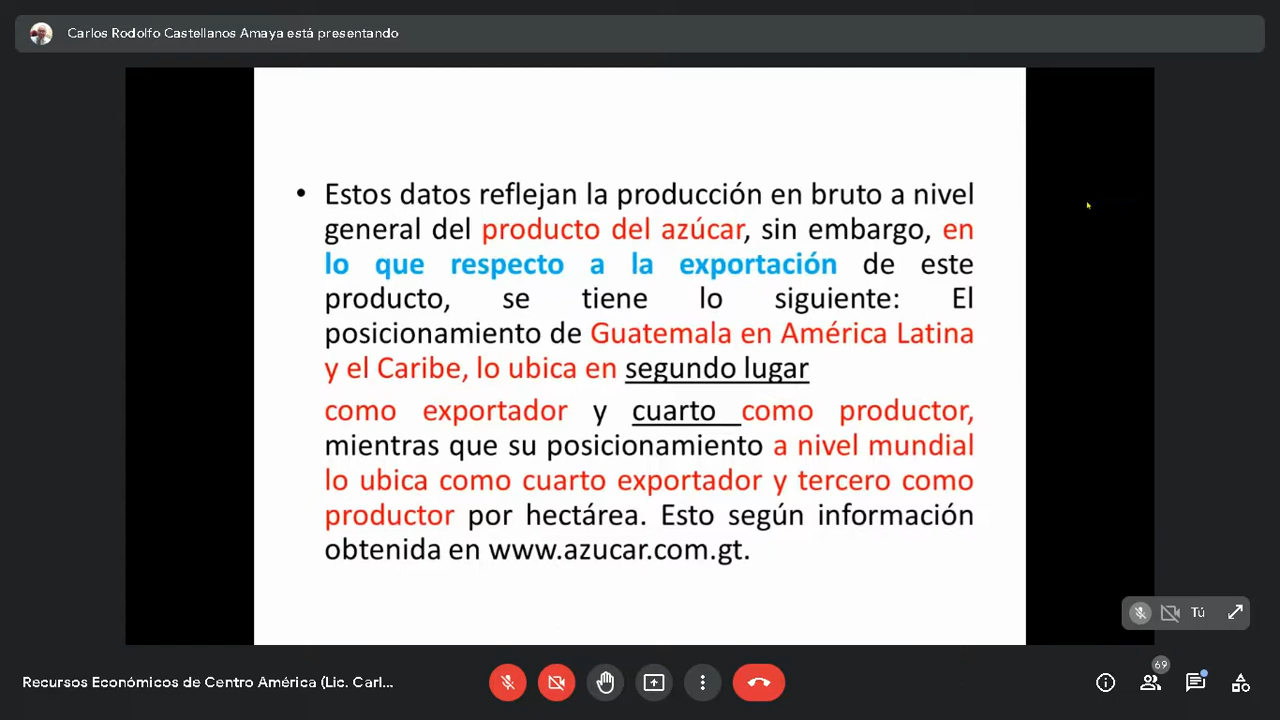 Carlos Rodolfo Castellanos Amaya está presentando
• Estos datos reflejan la producción en bruto a nivel
general del producto del azúcar, sin embargo, en
lo que respecto a la exportación de este
producto, se tiene lo siguiente: El
posicionamiento de Guatemala en América Latina
y el Caribe, lo ubica en segundo lugar
como exportador y cuarto como productor,
mientras que su posicionamiento a nivel mundial
lo ubica como cuarto exportador y tercero como
productor por hectárea. Esto según información
obtenida en www.azucar.com.gt.
Tú
69
Recursos Económicos de Centro América (Lic. Carl...